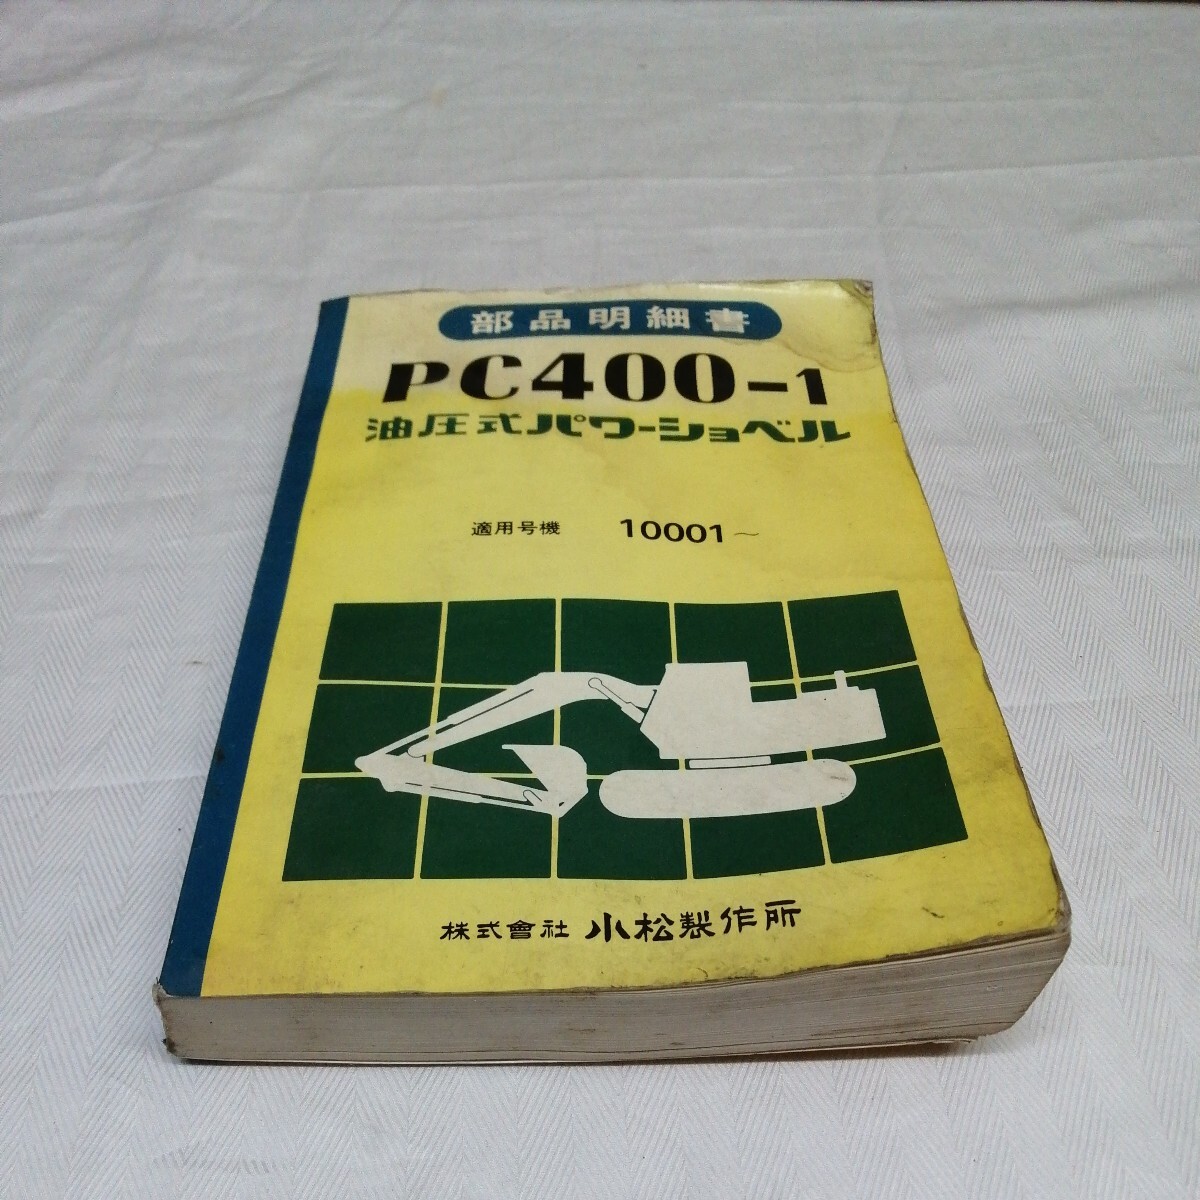 部品明細書
PC400-1
油圧式パワーショベル
適用号機 10001~
株式會社 小松製作所